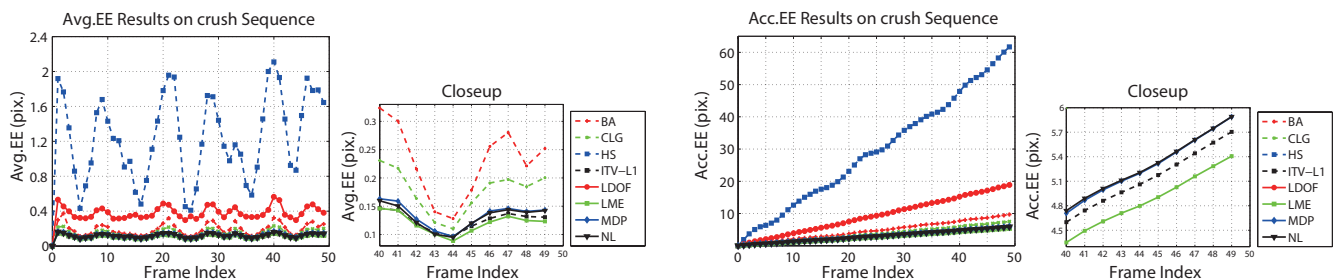 Avg.EE Results on crush Sequence
2.4
2
1.6
1.2
0.8
0.4
0
Avg.EE (pix.)
0 10 20 30 40 50
Frame Index
Closeup
0.3
0.25
0.2
0.15
0.1
Avg.EE (pix.)
40 41 42 43 44 45 46 47 48 49 50
Frame Index
BA
CLG
HS
ITV–L1
LDOF
LME
MDP
NL
Acc.EE Results on crush Sequence
60
50
40
30
20
10
Acc.EE (pix.)
0 10 20 30 40 50
Frame Index
Closeup
6
5.7
5.4
5.1
4.8
4.5
Acc.EE (pix.)
40 41 42 43 44 45 46 47 48 49 50
Frame Index
BA
CLG
HS
ITV–L1
LDOF
LME
MDP
NL